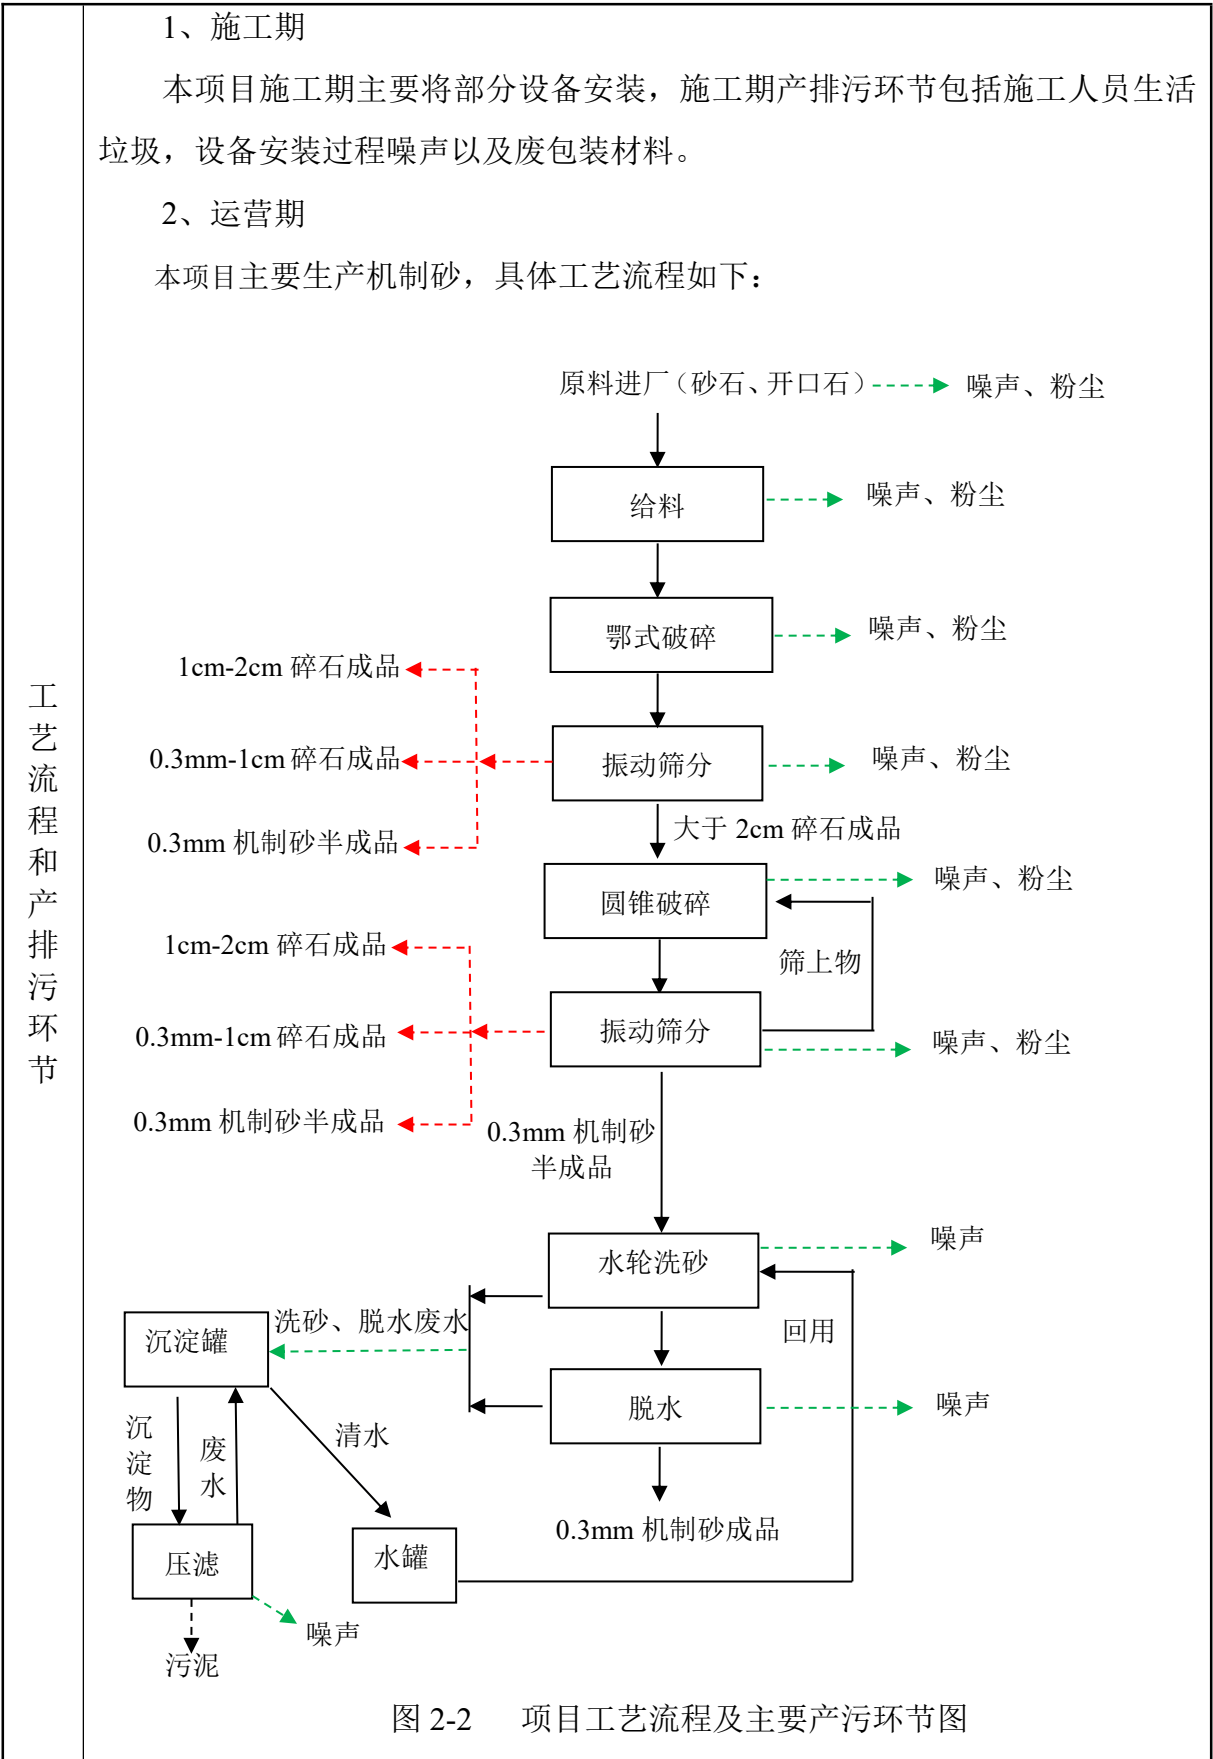 1、施工期
本项目施工期主要将部分设备安装，施工期产排污环节包括施工人员生活
垃圾，设备安装过程噪声以及废包装材料。
2、运营期
本项目主要生产机制砂，具体工艺流程如下：
工艺流程和产排污环节
原料进厂（砂石、开口石）
噪声、粉尘
给料
噪声、粉尘
鄂式破碎
噪声、粉尘
1cm-2cm 碎石成品
0.3mm-1cm 碎石成品
0.3mm 机制砂半成品
振动筛分
噪声、粉尘
大于 2cm 碎石成品
圆锥破碎
噪声、粉尘
筛上物
1cm-2cm 碎石成品
0.3mm-1cm 碎石成品
0.3mm 机制砂半成品
振动筛分
噪声、粉尘
0.3mm 机制砂
半成品
水轮洗砂
噪声
洗砂、脱水废水
回用
沉淀罐
脱水
噪声
沉淀物
废水
清水
0.3mm 机制砂成品
压滤
水罐
噪声
污泥
图 2-2 项目工艺流程及主要产污环节图